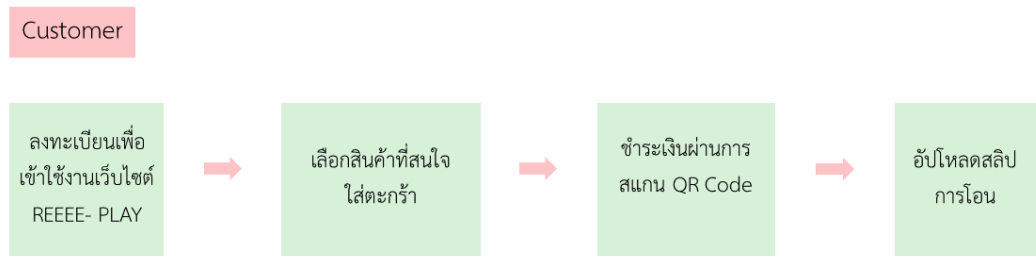 Customer
ลงทะเบียนเพื่อ
เข้าใช้งานเว็บไซต์
REEEE- PLAY
เลือกสินค้าที่สนใจ
ใส่ตะกร้า
ชำระเงินผ่านการ
สแกน QR Code
อัปโหลดสลิป
การโอน